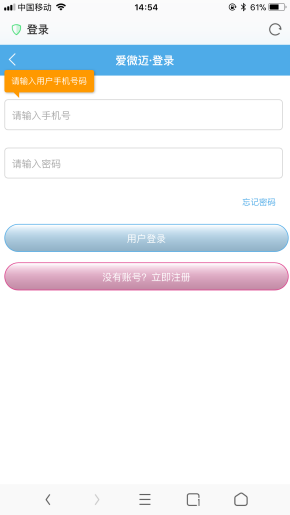 中国移动 14:54 61%
登录
爱微迈·登录
请输入用户手机号码
请输入手机号
请输入密码
忘记密码
用户登录
没有账号？立即注册
1